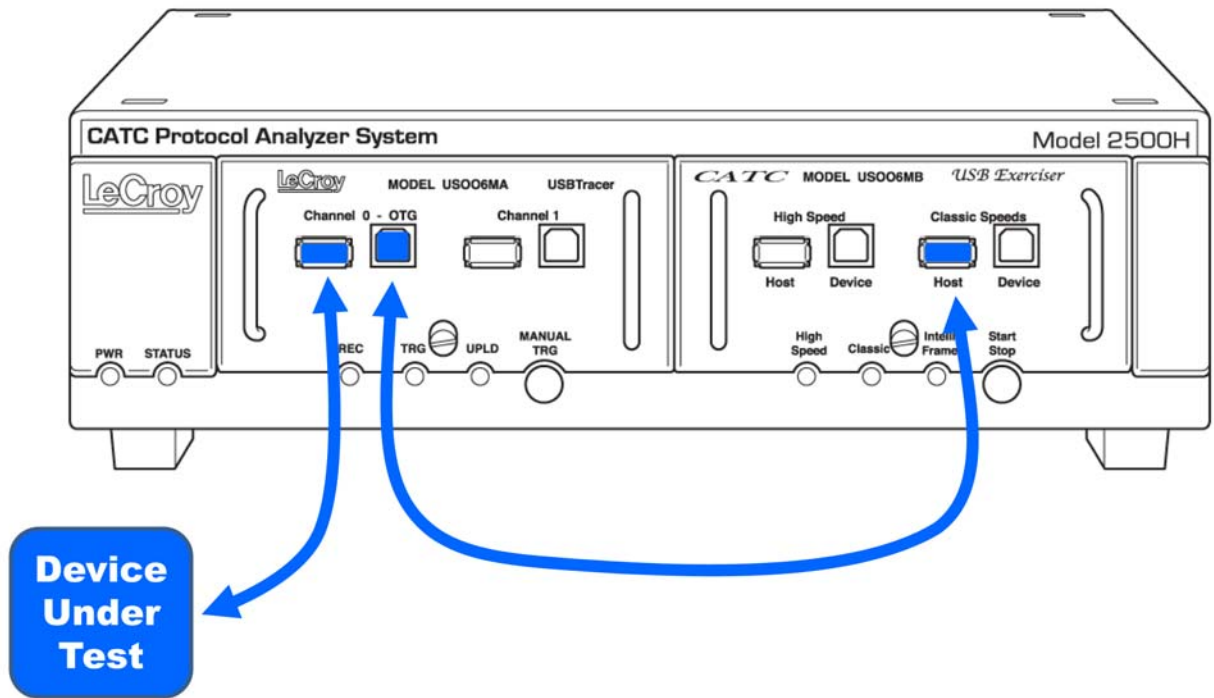 CATC Protocol Analyzer System
Model 2500H
LeCroy
LeCroy
MODEL US006MA
USBTracer
Channel 0 - OTG
Channel 1
REC
TRG
UPLD
MANUAL
TRG
PWR
STATUS
CATC
MODEL US006MB
USB Exerciser
High Speed
Classic Speeds
Host
Device
Host
Device
High
Speed
Classic
Frame
Start
Stop
Device
Under
Test